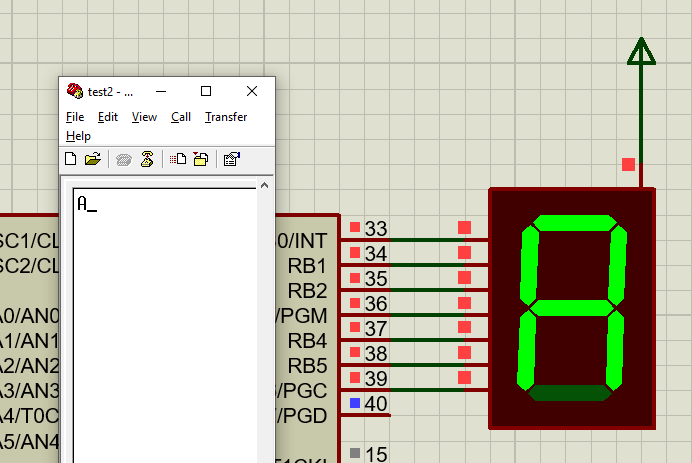 test2 - ...
File Edit View Call Transfer
Help
A_
SC1/CL
SC2/CL
A0/AN0
A1/AN1
A2/AN2
A3/AN3
A4/T0C
A5/AN4
0/INT 33
RB1 34
RB2 35
/PGM 36
RB4 37
RB5 38
/PGC 39
/PGD 40
15
A